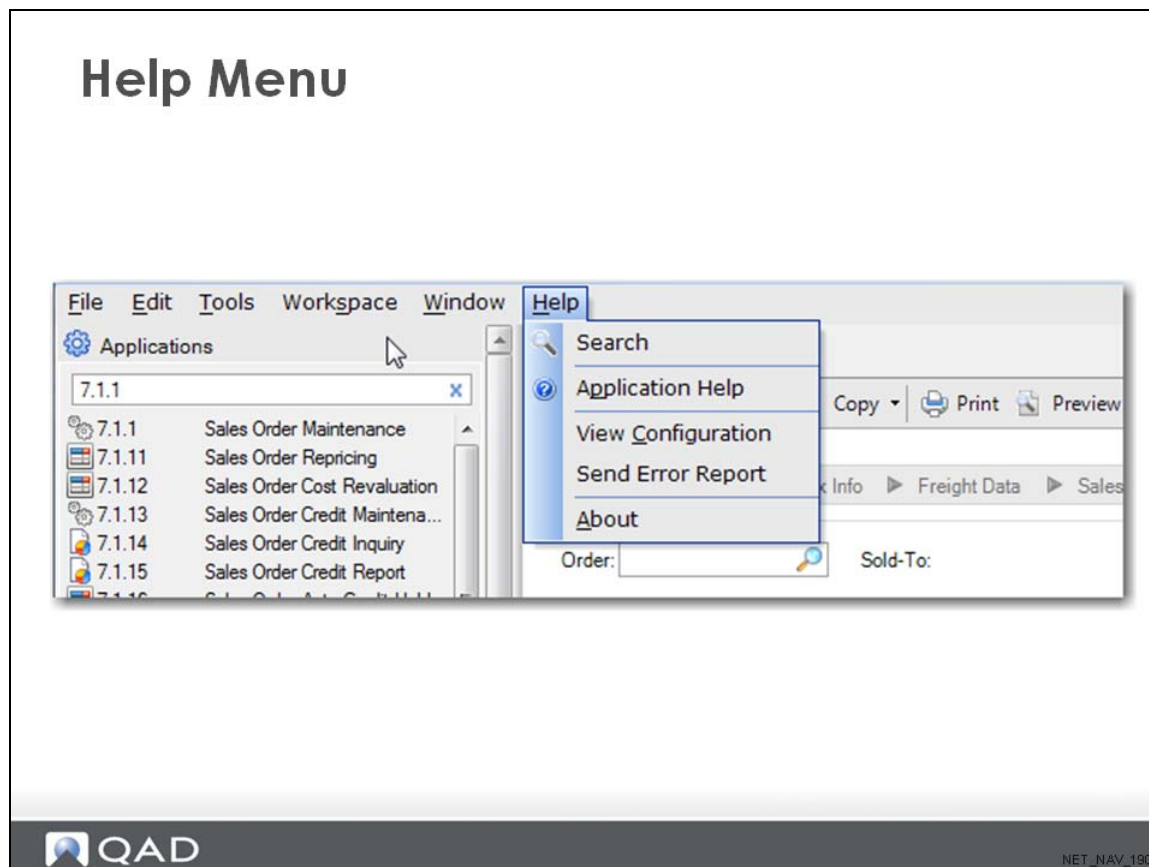 Help Menu
File Edit Tools Workspace Window Help
Applications
Search
7.1.1
Application Help
Copy Print Preview
7.1.1 Sales Order Maintenance
View Configuration
7.1.11 Sales Order Repricing
7.1.12 Sales Order Cost Revaluation
Send Error Report
Info Freight Data Sales
7.1.13 Sales Order Credit Maintena...
About
7.1.14 Sales Order Credit Inquiry
Order: Sold-To:
7.1.15 Sales Order Credit Report
QAD
NET_NAV_190